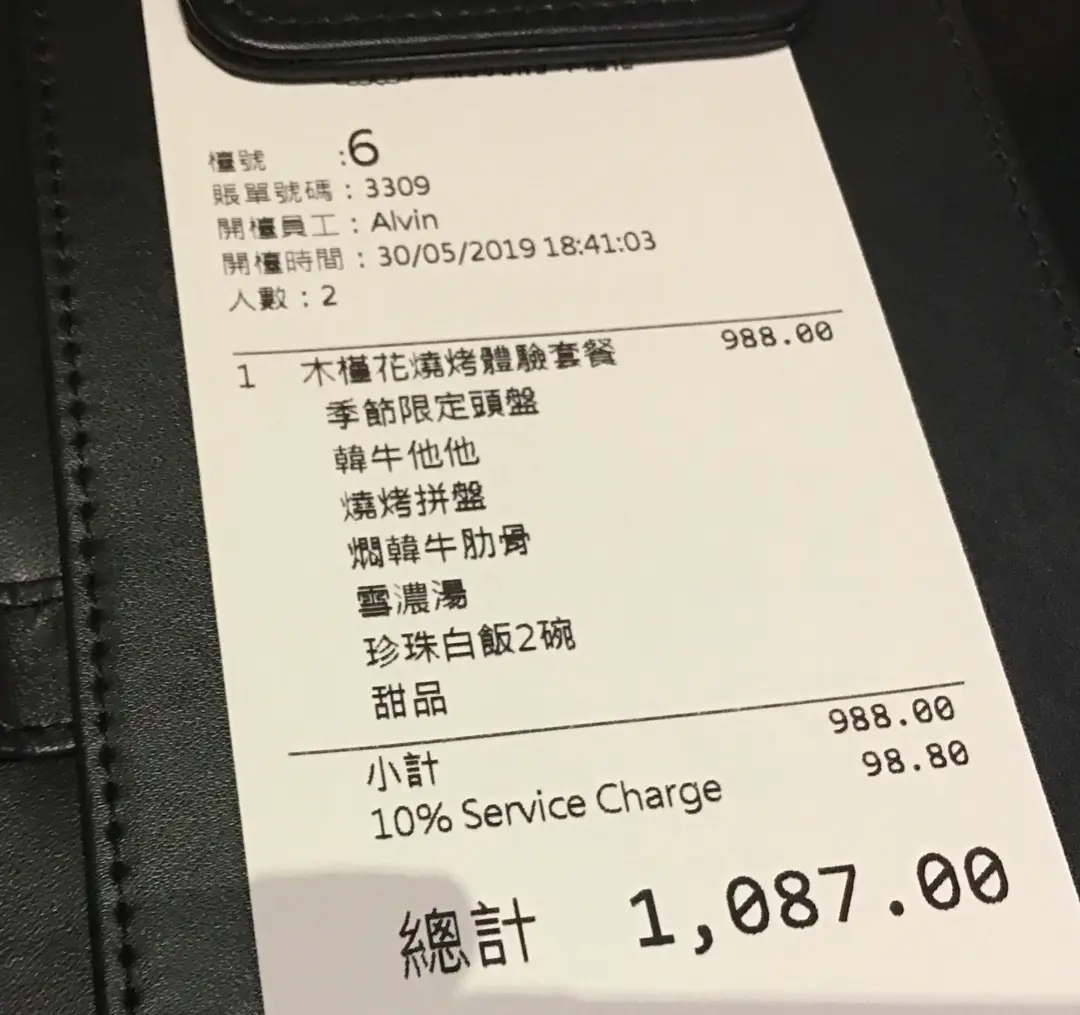 檯號 :6
賬單號碼：3309
開檯員工：Alvin
開檯時間：30/05/2019 18:41:03
人數：2
1 木槿花燒烤體驗套餐 988.00
季節限定頭盤
韓牛他他
燒烤拼盤
燜韓牛肋骨
雪濃湯
珍珠白飯2碗
甜品
小計 988.00
10% Service Charge 98.80
總計 1,087.00